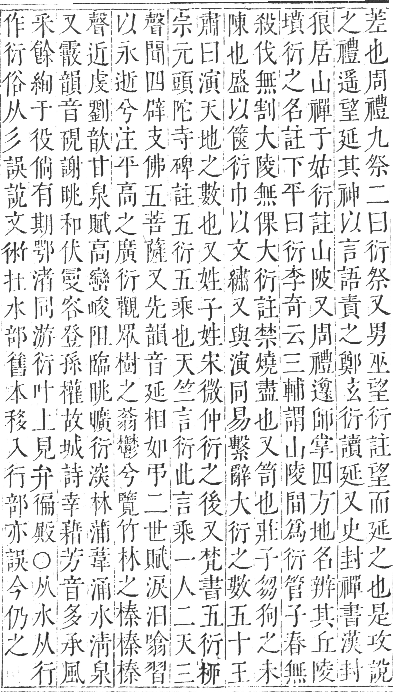 差也周禮九祭二曰衍祭又男巫望衍註望而延之也是攻說
之禮遥望延其神以言語責之鄭玄衍讀延又史封禪書漢封
很居山禪于姑衍註山陂又周禮邍師掌四方地名辨其丘陵
墳衍之名註下平曰衍李奇云三輔謂山陵間為衍管子春無
殺伐無割大陵無倮大衍註禁燒盡也又笥也莊子芻狗之未
陳也盛以篋衍巾以文繡又與演同易繫辭大衍之數五十王
肅曰演天地之數也又姓子姓宋微仲衍之後又梵書五衍
宗元頭陀寺碑註五衍五乘也天竺言衍此言乘一人二天三
聲聞四辟支佛五菩薩又先韻音延相如弔二世賦淚汨噏習
以永逝兮注平高之廣衍觀眾樹之蓊鬱兮覽竹林之榛榛榛
聲近虔劉歆甘泉賦高巒峻阻臨眺曠衍深林蒲葦涌水清泉
又霰韻音硯謝眺和伏曼容登孫權故城詩幸藉芳音多承風
采餘絢于役倘有期鄂渚同游衍叶上見弁徧殿○从水从行
作衍俗从彡誤說文㣔在水部舊本移入行部亦誤今仍之